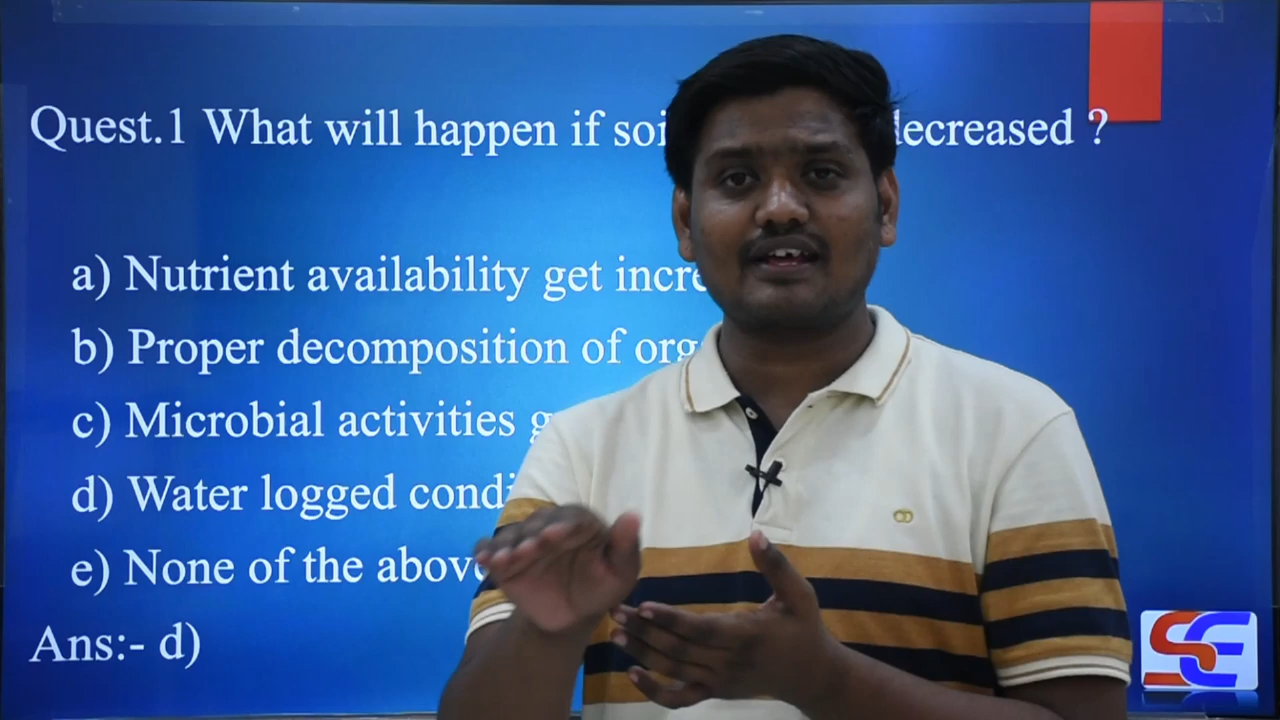 Quest.1 What will happen if soi decreased ?
a) Nutrient availability get incre
b) Proper decomposition of org
c) Microbial activities g
d) Water logged condi
e) None of the above
Ans:- d)
SE